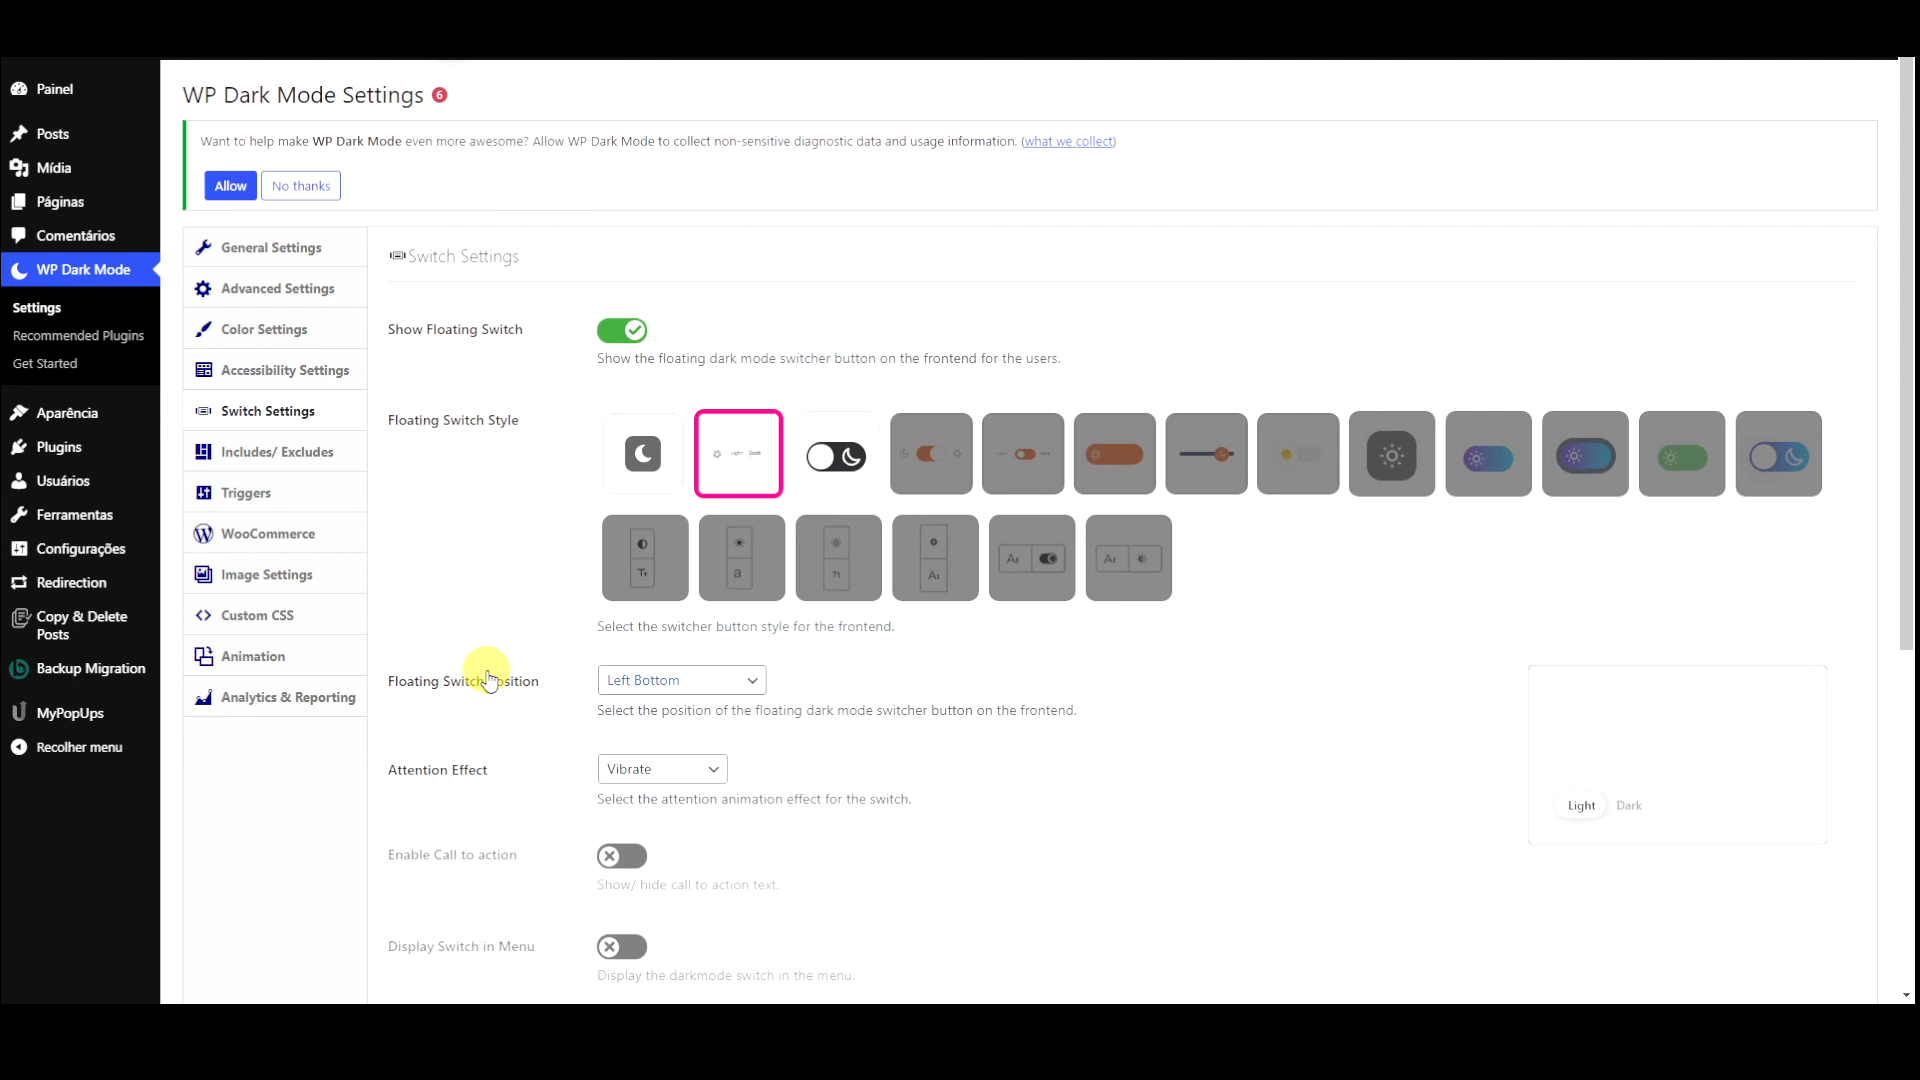 Painel
Posts
Mídia
Páginas
Comentários
WP Dark Mode
Settings
Recommended Plugins
Get Started
Aparência
Plugins
Usuários
Ferramentas
Configurações
Redirection
Copy & Delete
Posts
Backup Migration
MyPopUps
Recolher menu
WP Dark Mode Settings 6
Want to help make WP Dark Mode even more awesome? Allow WP Dark Mode to collect non-sensitive diagnostic data and usage information. (what we collect)
Allow No thanks
General Settings
Advanced Settings
Color Settings
Accessibility Settings
Switch Settings
Includes/ Excludes
Triggers
WooCommerce
Image Settings
Custom CSS
Animation
Analytics & Reporting
Switch Settings
Show Floating Switch
Show the floating dark mode switcher button on the frontend for the users.
Floating Switch Style
Light Dark
Tт a Tt A‌ı A‌ı A‌ı
Select the switcher button style for the frontend.
Floating Switch Position
Left Bottom
Select the position of the floating dark mode switcher button on the frontend.
Attention Effect
Vibrate
Select the attention animation effect for the switch.
Light Dark
Enable Call to action
Show/ hide call to action text.
Display Switch in Menu
Display the darkmode switch in the menu.